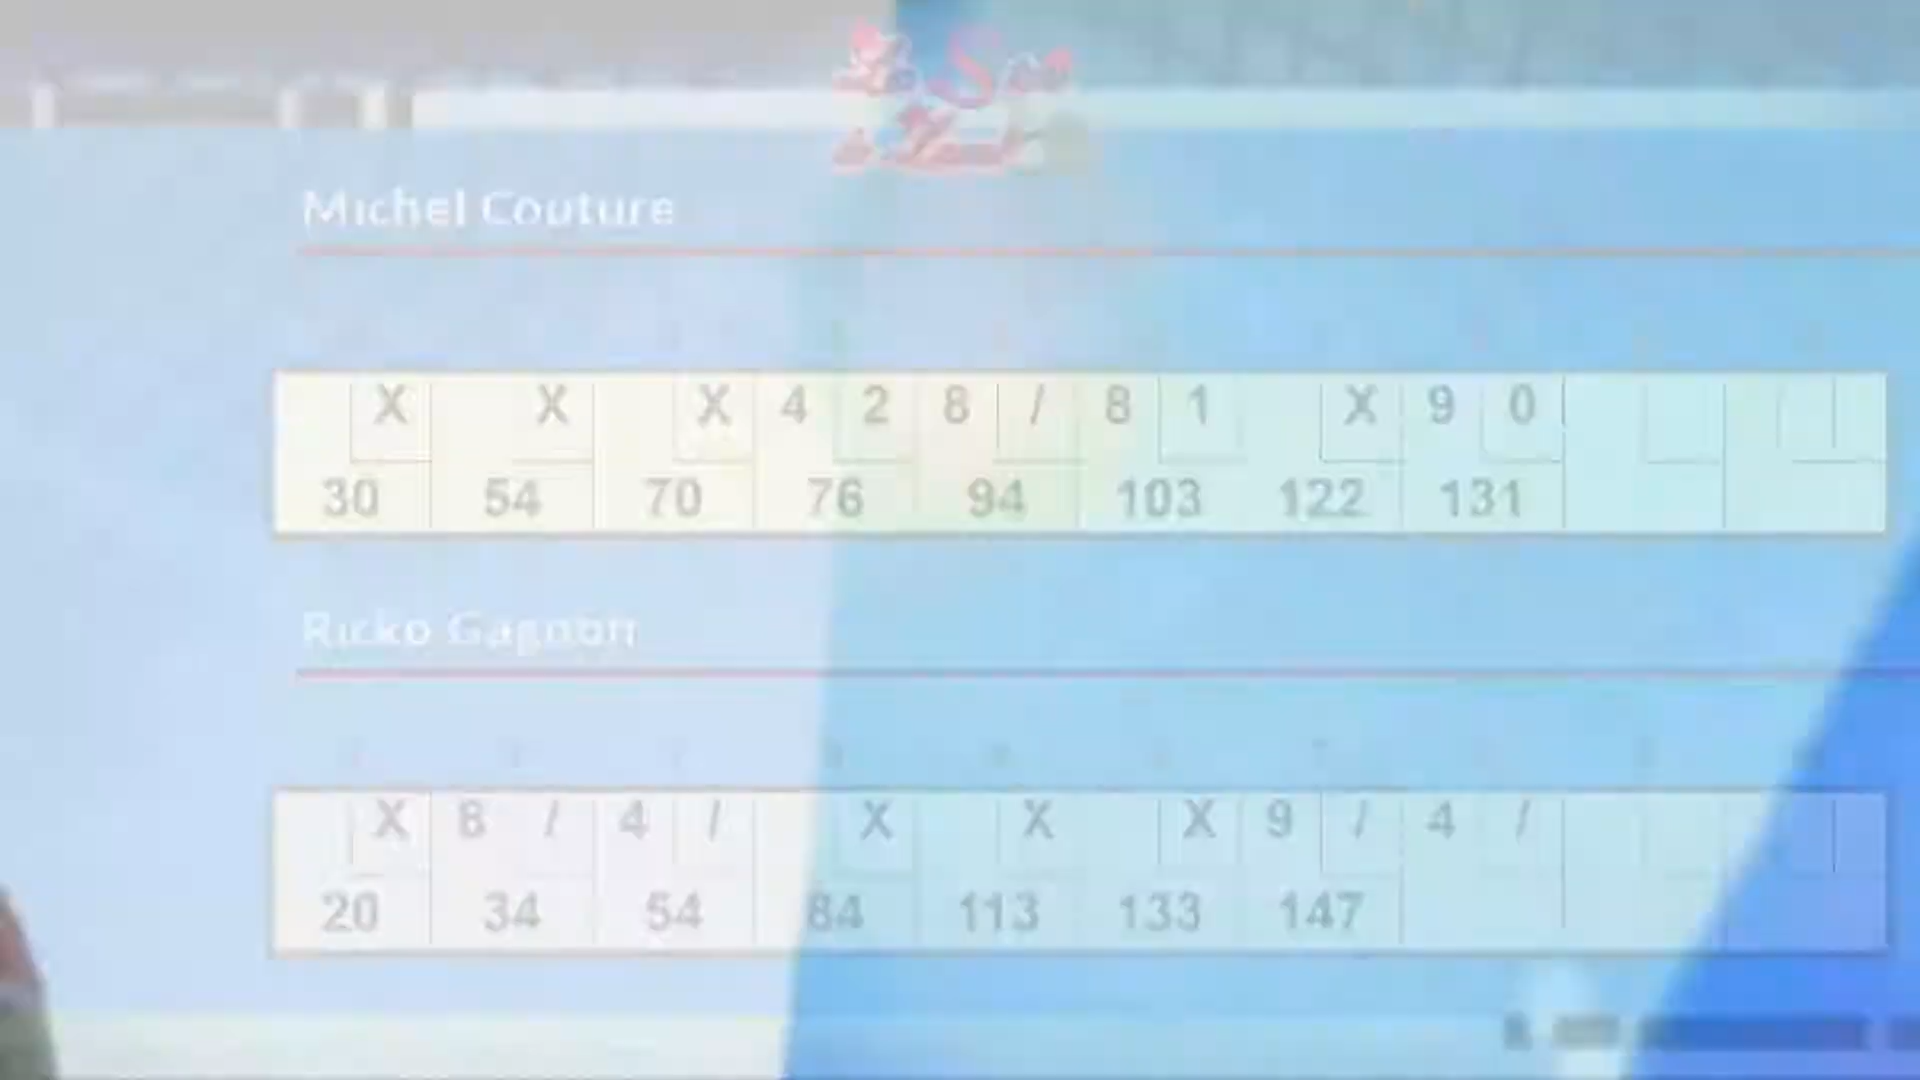 Michel Couture
X X X 4 2 8 / 8 1 X 9 0
30 54 70 76 94 103 122 131
Ricko Gagnon
X 8 / 4 / X X X 9 / 4 /
20 34 54 84 113 133 147